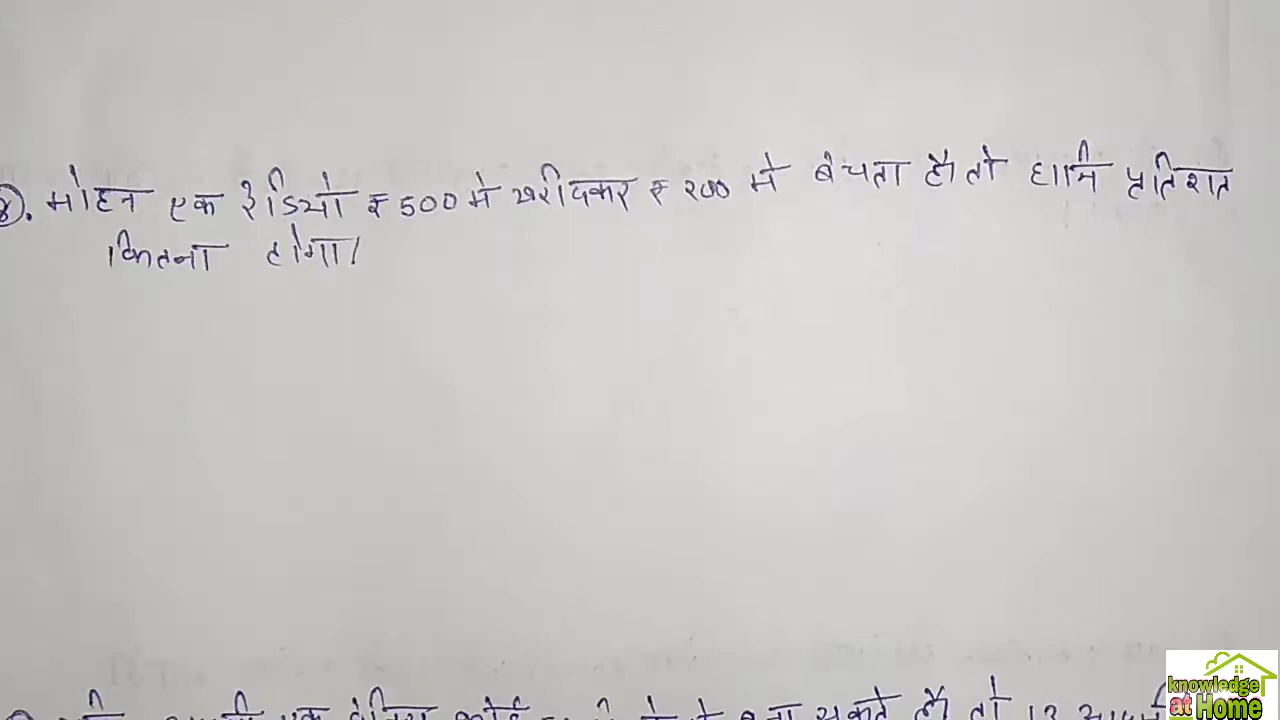 8. मोहन एक रेडियो ₹ 500 मे खरीदकर ₹ 200 मे बेचता है तो हानि प्रतिशत
कितना होगा।
knowledge
at Home